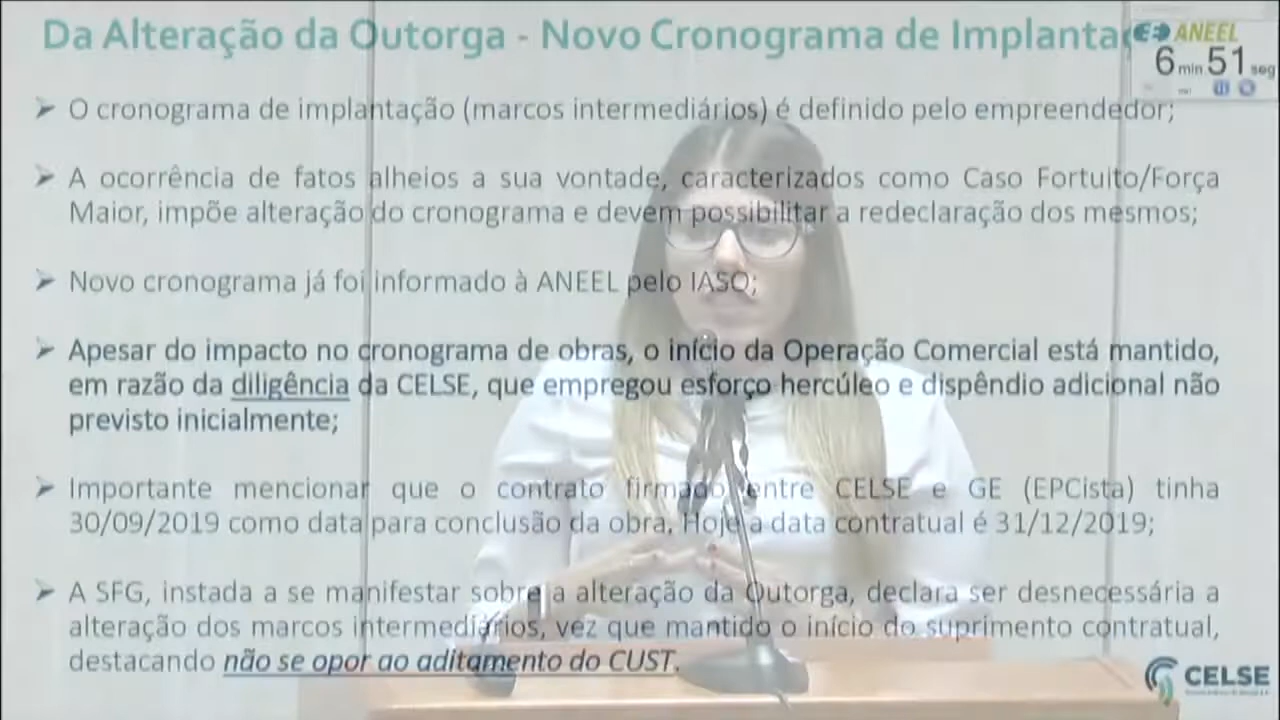 Da Alteração da Outorga - Novo Cronograma de Implanta
ANEEL
6 min 51 seg
➤ O cronograma de implantação (marcos intermediários) é definido pelo empreendedor;
➤ A ocorrência de fatos alheios a sua vontade, caracterizados como Caso Fortuito/Força
Maior, impõe alteração do cronograma e devem possibilitar a redeclaração dos mesmos;
➤ Novo cronograma já foi informado à ANEEL pelo IASO;
➤ Apesar do impacto no cronograma de obras, o início da Operação Comercial está mantido,
em razão da diligência da CELSE, que empregou esforço hercúleo e dispêndio adicional não
previsto inicialmente;
➤ Importante mencionar que o contrato firmado entre CELSE e GE (EPCista) tinha
30/09/2019 como data para conclusão da obra. Hoje a data contratual é 31/12/2019;
➤ A SFG, instada a se manifestar sobre a alteração da Outorga, declara ser desnecessária a
alteração dos marcos intermediários, vez que mantido o início do suprimento contratual,
destacando não se opor ao aditamento do CUST.
CELSE